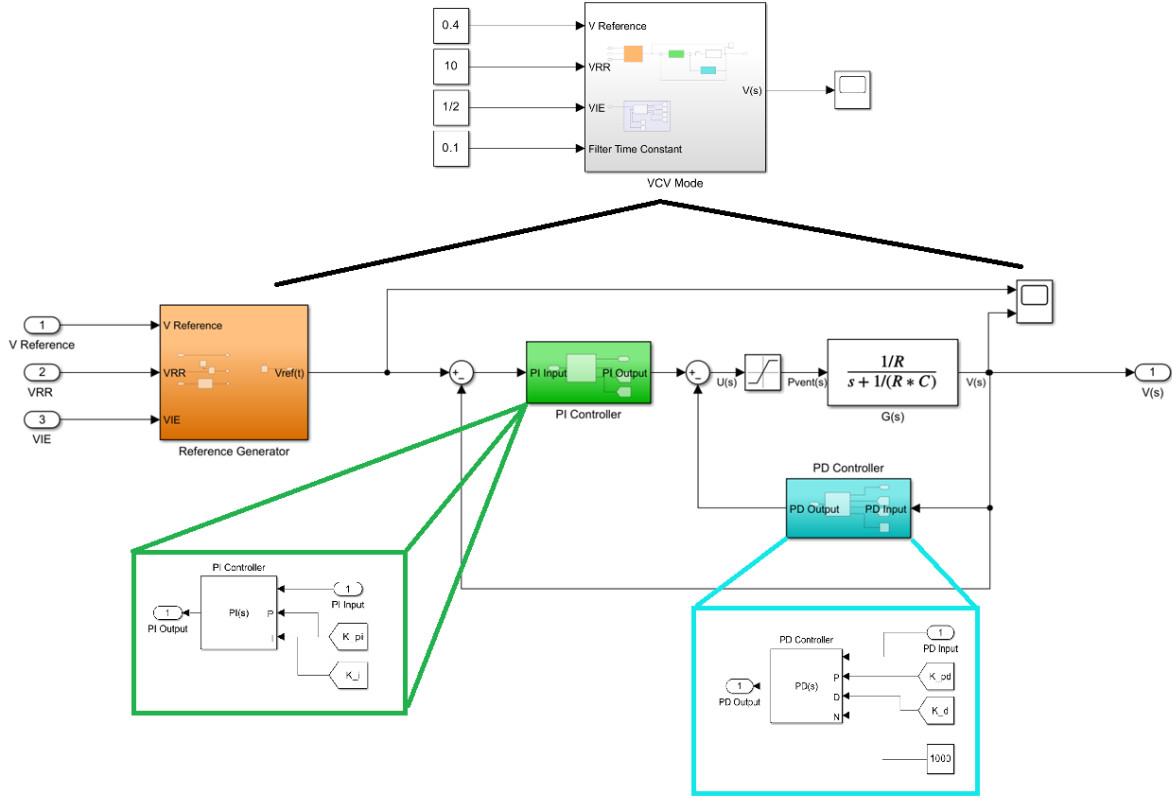 0.4
10
1/2
0.1
V Reference
VRR
VIE
Filter Time Constant
V(s)
VCV Mode
1
V Reference
2
VRR
3
VIE
V Reference
VRR
VIE
Vref(t)
Reference Generator
+
-
PI Input
PI Output
PI Controller
+
-
U(s)
Pvent(s)
1/R
s + 1/(R * C)
G(s)
V(s)
1
V(s)
PD Controller
PD Output
PD Input
PI Controller
PI(s)
P
I
1
PI Output
1
PI Input
K_pi
K_i
PD Controller
PD(s)
P
D
N
1
PD Output
1
PD Input
K_pd
K_d
1000